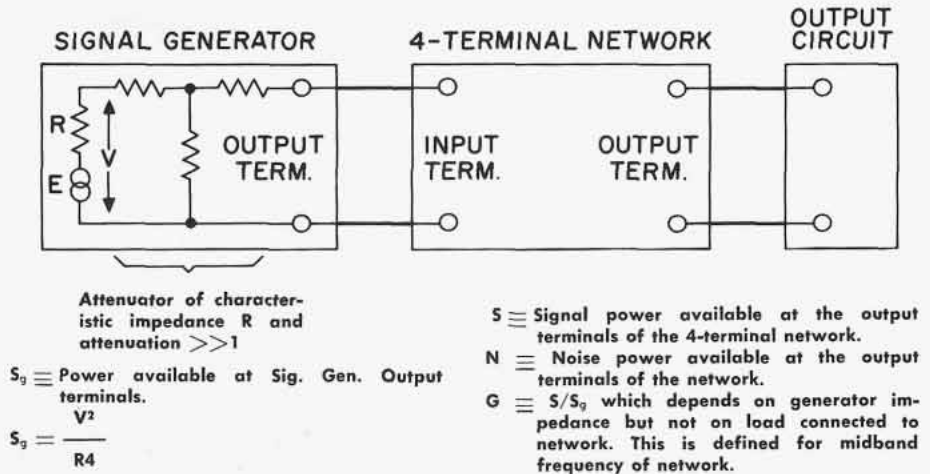 SIGNAL GENERATOR
4-TERMINAL NETWORK
OUTPUT
CIRCUIT
R
E
V
OUTPUT
TERM.
INPUT
TERM.
OUTPUT
TERM.
Attenuator of character-
istic impedance R and
attenuation >>1
Sg ≡ Power available at Sig. Gen. Output
terminals.
Sg = V²
R4
S ≡ Signal power available at the output
terminals of the 4-terminal network.
N ≡ Noise power available at the output
terminals of the network.
G ≡ S/Sg which depends on generator im-
pedance but not on load connected to
network. This is defined for midband
frequency of network.